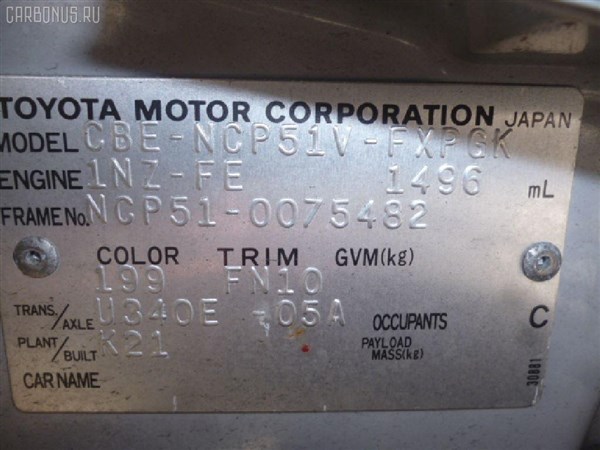 CARBONUS.RU
TOYOTA MOTOR CORPORATION JAPAN
MODEL CBE-NCP51V-FXPGK
ENGINE 1NZ-FE 1496 mL
FRAME No. NCP51-0075482
COLOR TRIM GVM(kg)
199 FN10
TRANS./AXLE U340E -05A OCCUPANTS C
PLANT/BUILT K21 PAYLOAD MASS(kg)
CAR NAME
30881